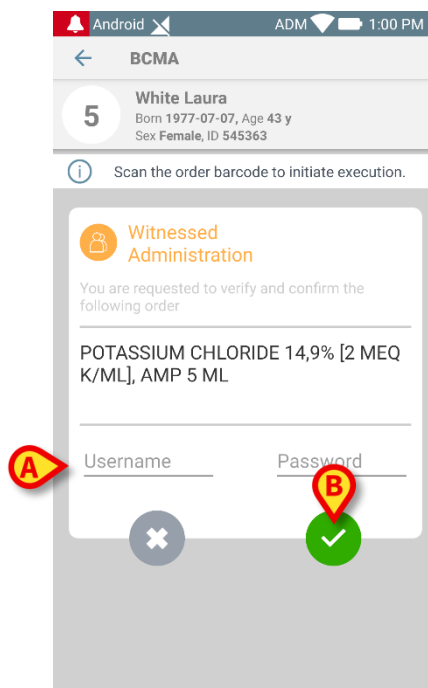 Android ADM 1:00 PM
BCMA
5
White Laura
Born 1977-07-07, Age 43 y
Sex Female, ID 545363
i Scan the order barcode to initiate execution.
Witnessed
Administration
You are requested to verify and confirm the
following order
POTASSIUM CHLORIDE 14,9% [2 MEQ
K/ML], AMP 5 ML
A Username Password
B